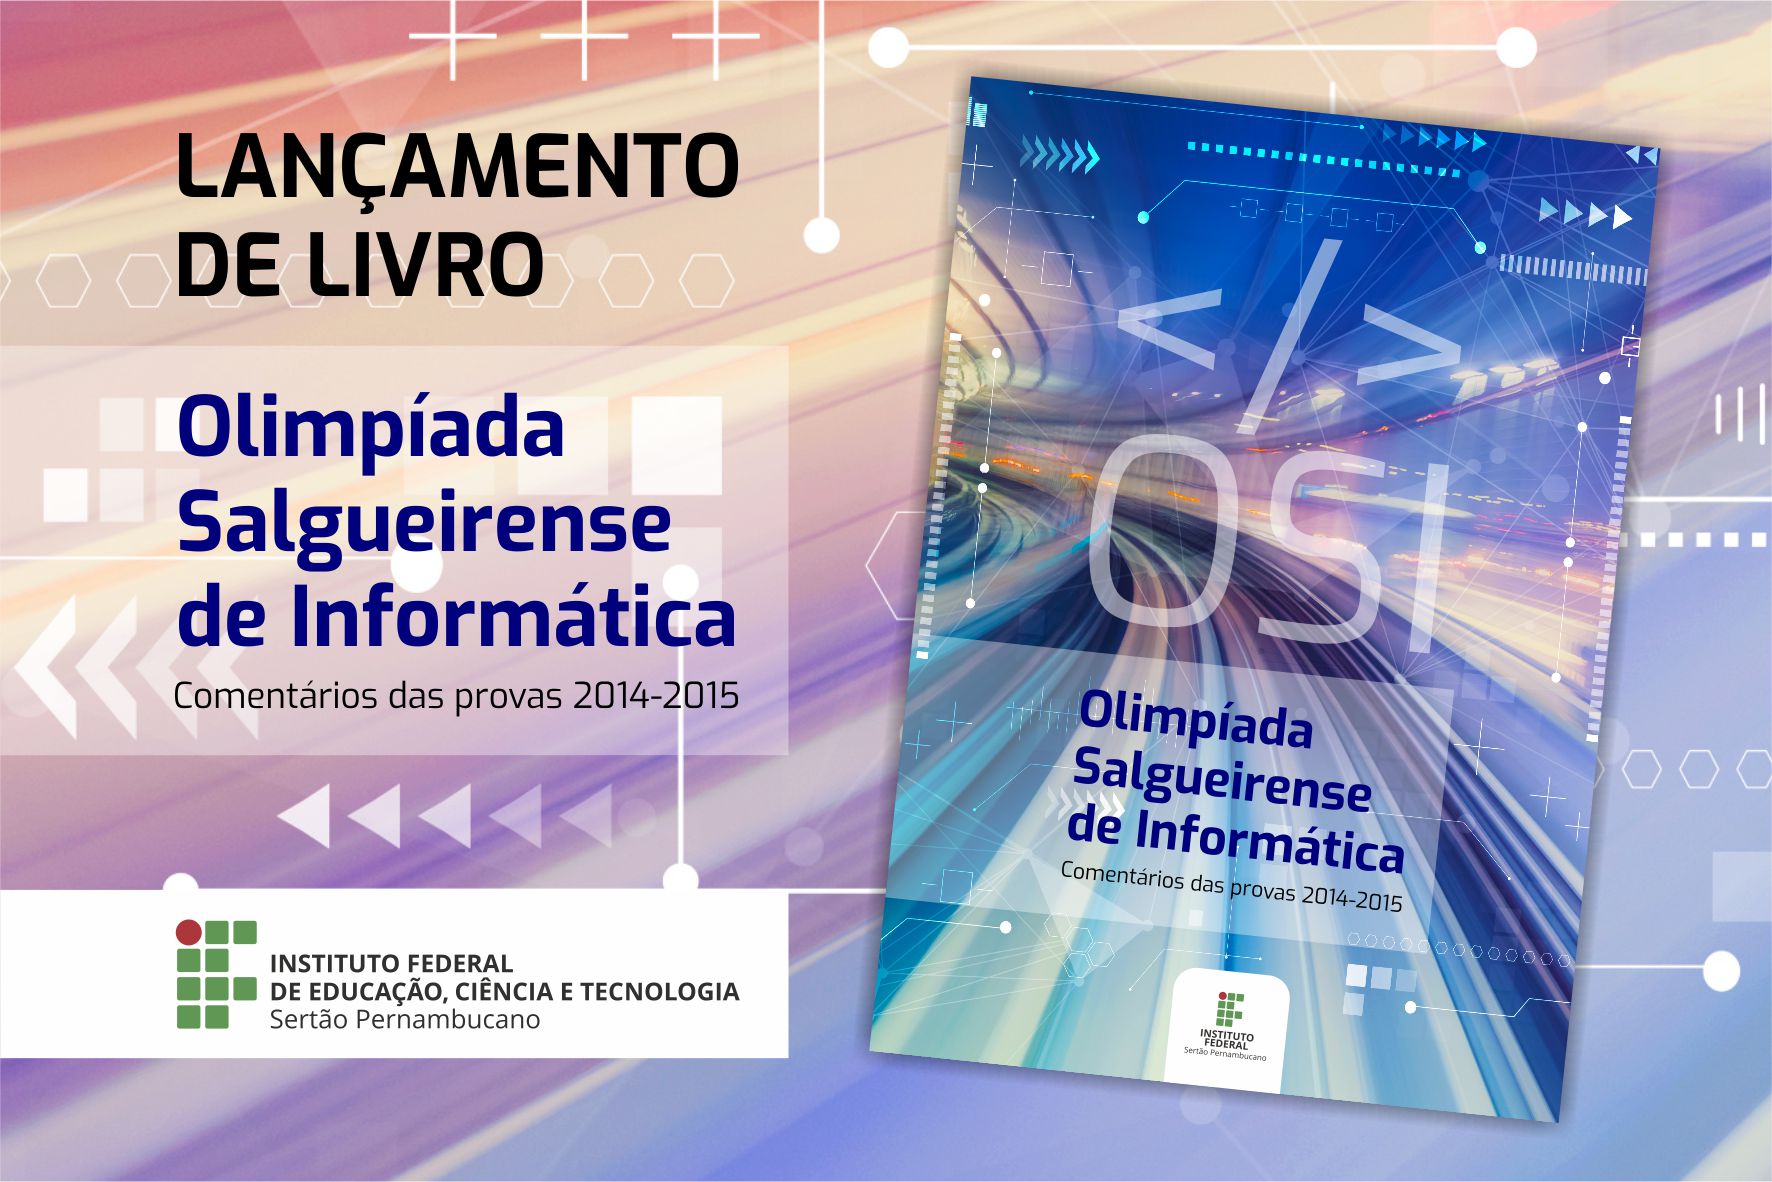 LANÇAMENTO
DE LIVRO
Olimpíada
Salgueirense
de Informática
Comentários das provas 2014-2015
INSTITUTO FEDERAL
DE EDUCAÇÃO, CIÊNCIA E TECNOLOGIA
Sertão Pernambucano
</>
OSI
Olimpíada
Salgueirense
de Informática
Comentários das provas 2014-2015
INSTITUTO
FEDERAL
Sertão Pernambucano